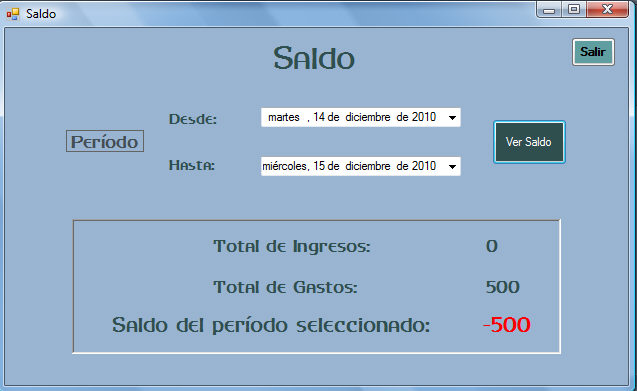 Saldo
Saldo
Salir
Desde:
martes , 14 de diciembre de 2010
Período
Ver Saldo
Hasta:
miércoles, 15 de diciembre de 2010
Total de Ingresos: 0
Total de Gastos: 500
Saldo del período seleccionado: -500